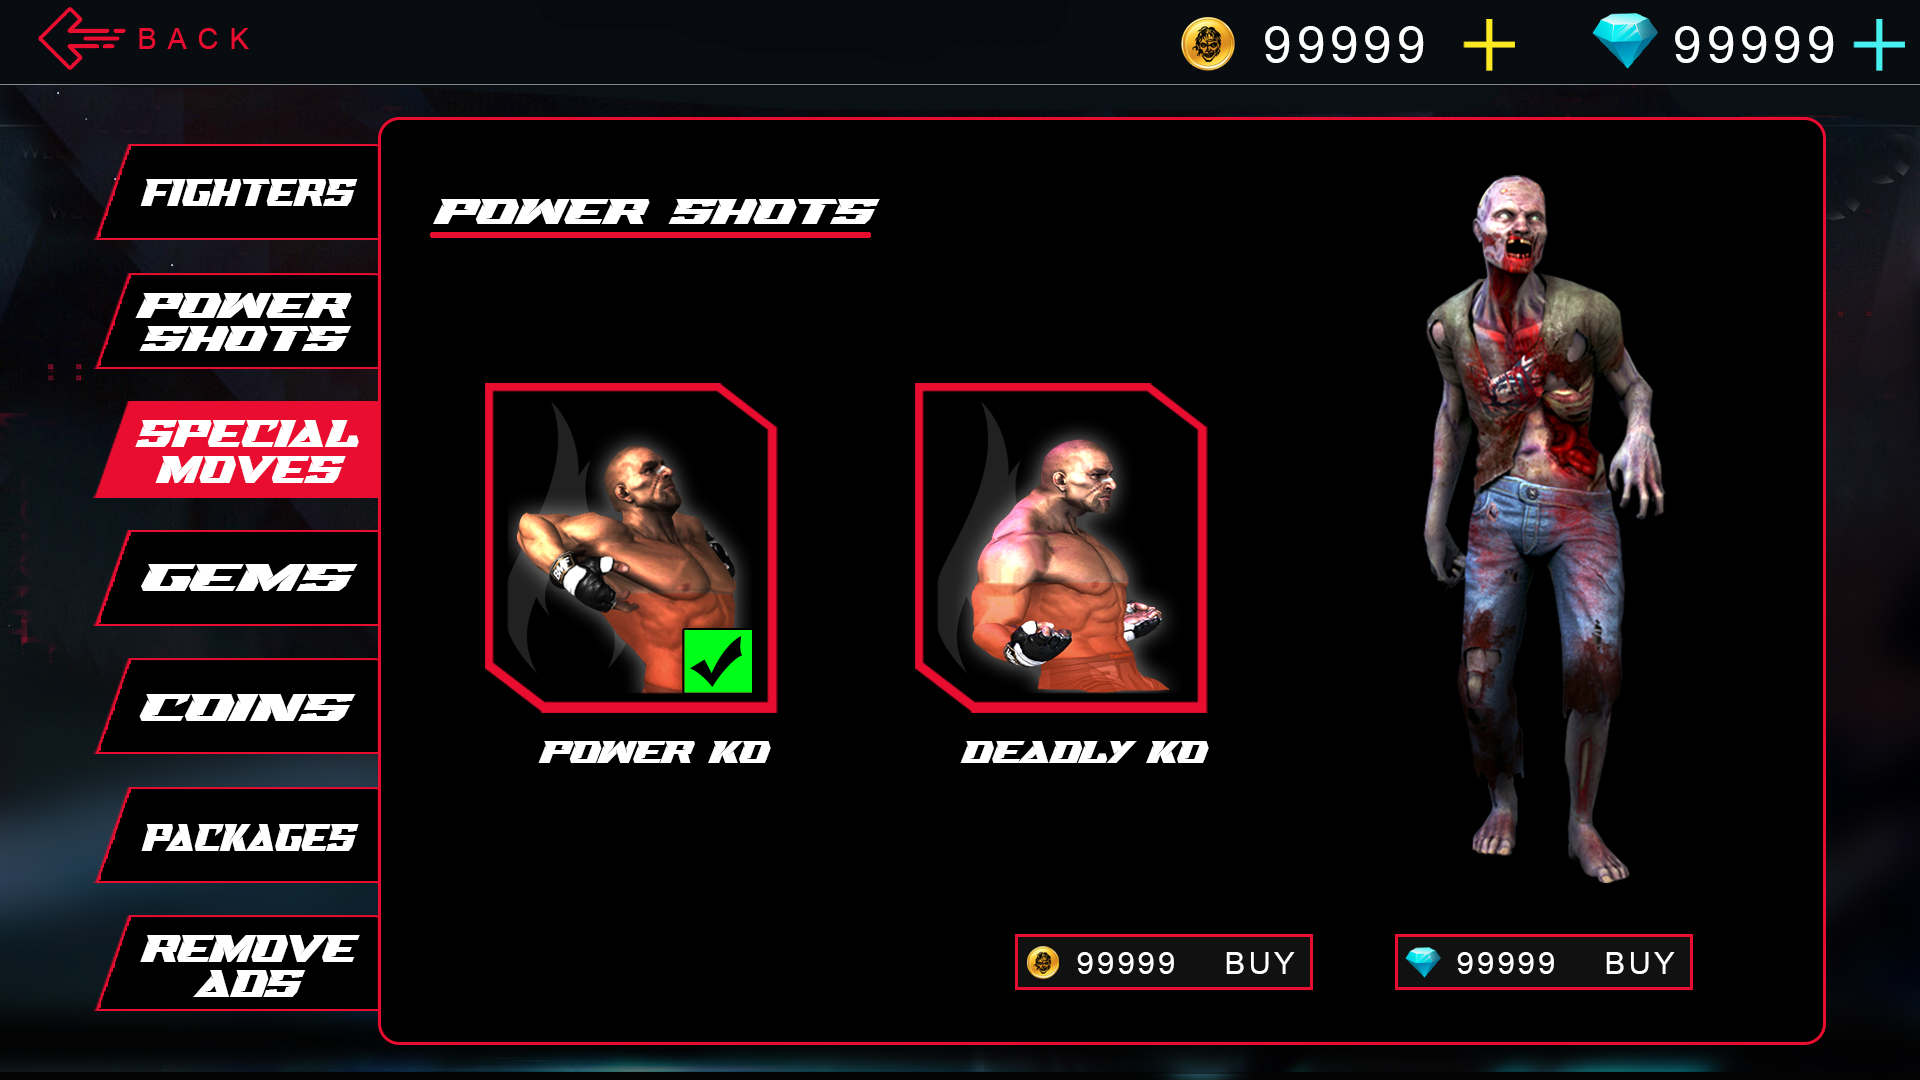 BACK
99999
99999
FIGHTERS
POWER
SHOTS
SPECIAL
MOVES
GEMS
COINS
PACKAGES
REMOVE
ADS
POWER SHOTS
POWER KO
DEADLY KO
99999 BUY
99999 BUY